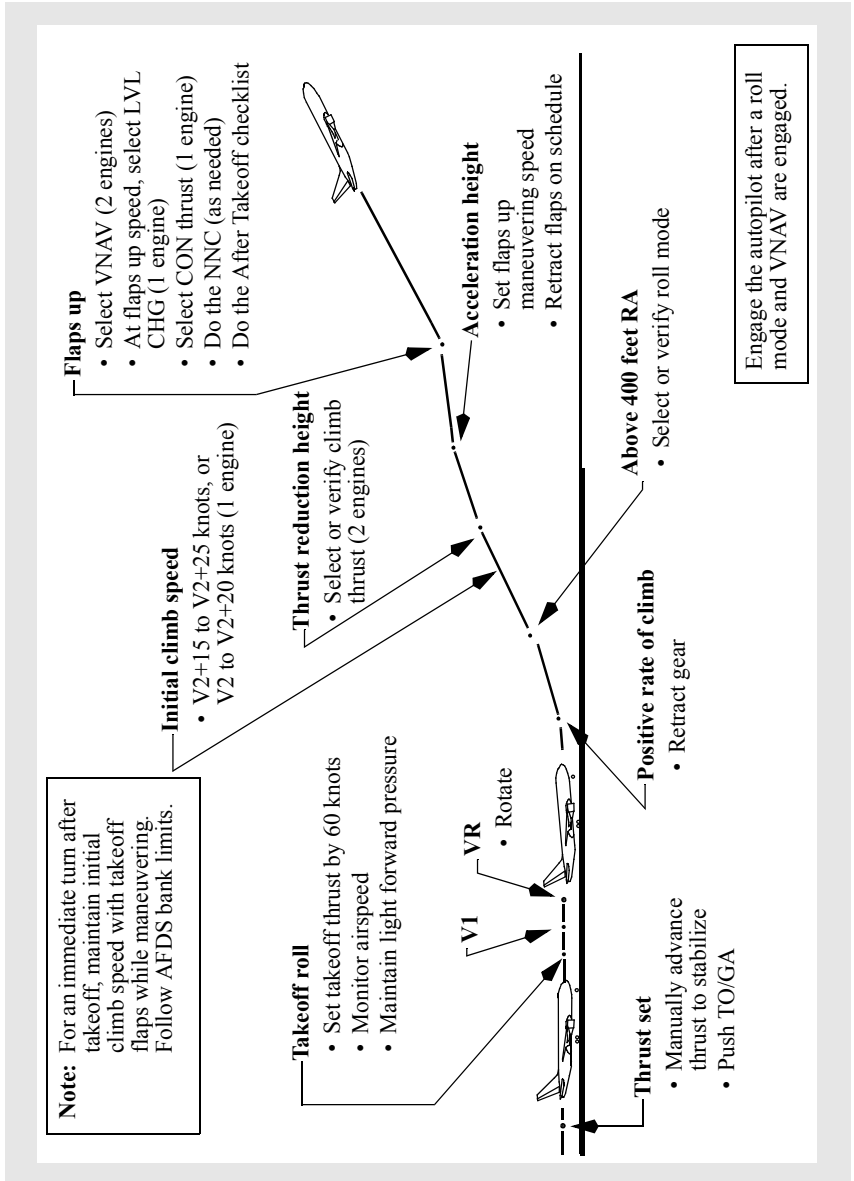 Note: For an immediate turn after
takeoff, maintain initial
climb speed with takeoff
flaps while maneuvering.
Follow AFDS bank limits.
Initial climb speed
• V2+15 to V2+25 knots, or
V2 to V2+20 knots (1 engine)
Flaps up
• Select VNAV (2 engines)
• At flaps up speed, select LVL
CHG (1 engine)
• Select CON thrust (1 engine)
• Do the NNC (as needed)
• Do the After Takeoff checklist
Takeoff roll
• Set takeoff thrust by 60 knots
• Monitor airspeed
• Maintain light forward pressure
Thrust reduction height
• Select or verify climb
thrust (2 engines)
V1
VR
• Rotate
Acceleration height
• Set flaps up
maneuvering speed
• Retract flaps on schedule
Thrust set
• Manually advance
thrust to stabilize
• Push TO/GA
Positive rate of climb
• Retract gear
Above 400 feet RA
• Select or verify roll mode
Engage the autopilot after a roll
mode and VNAV are engaged.